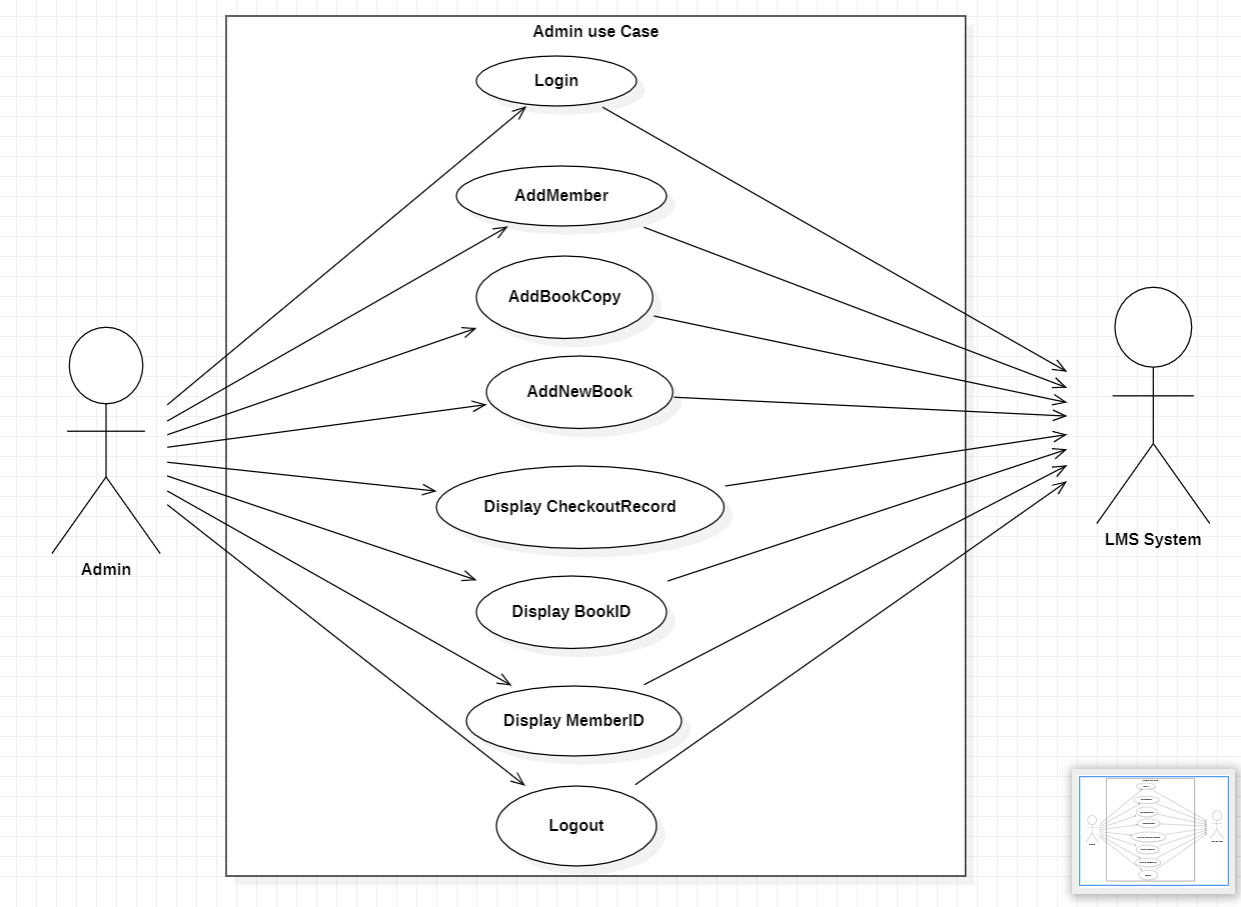 Admin use Case
Login
AddMember
AddBookCopy
AddNewBook
Display CheckoutRecord
Display BookID
Display MemberID
Logout
Admin
LMS System